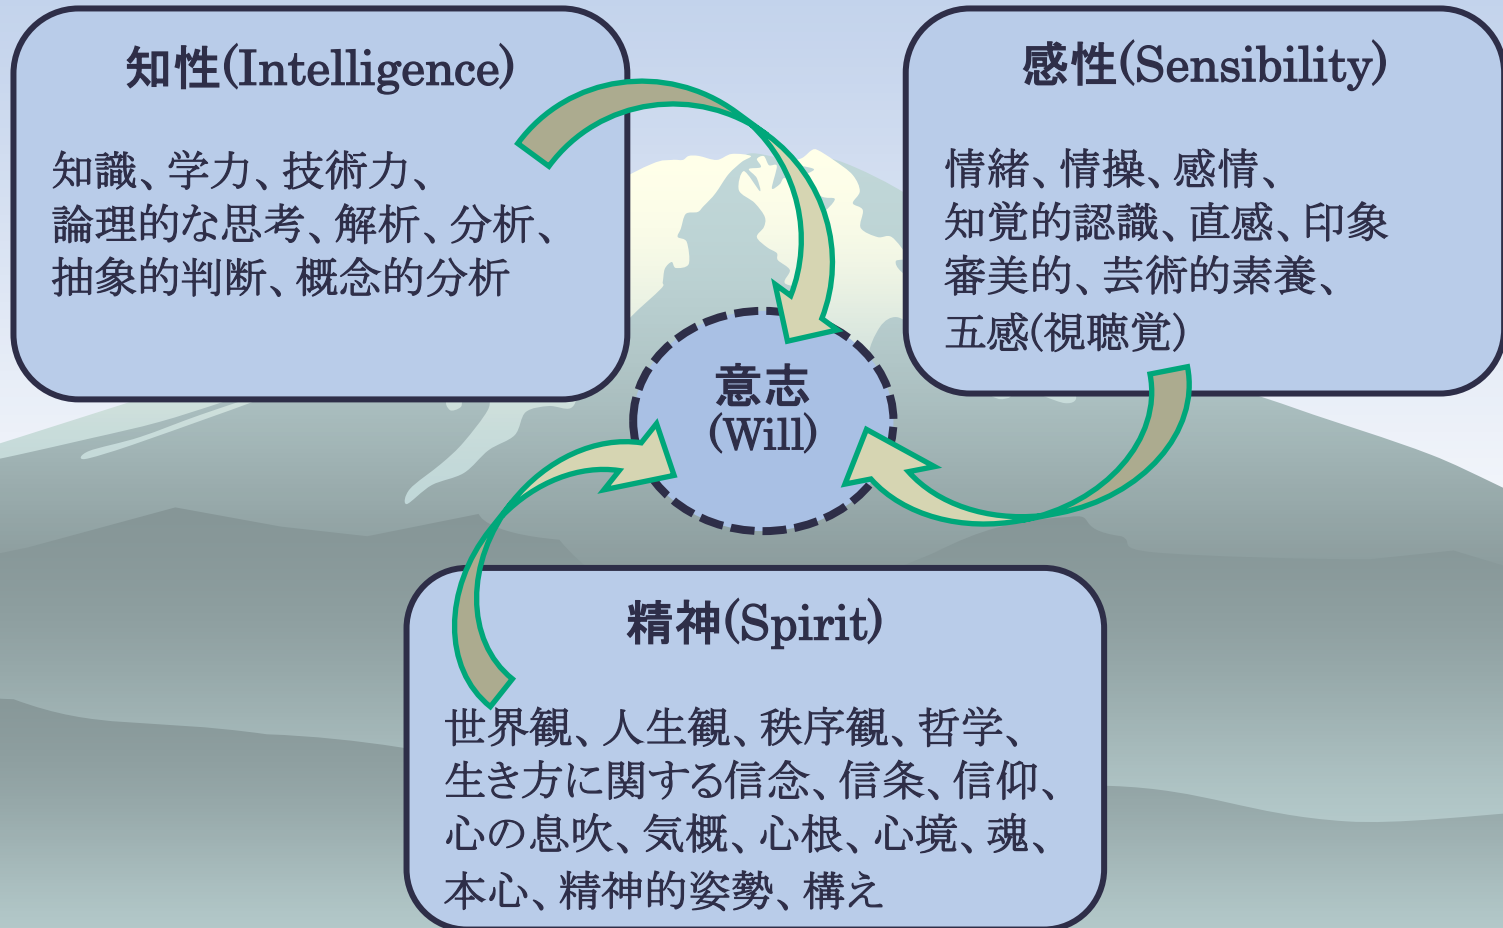 知性(Intelligence)
知識、学力、技術力、
論理的な思考、解析、分析、
抽象的判断、概念的分析
感性(Sensibility)
情緒、情操、感情、
知覚的認識、直感、印象
審美的、芸術的素養、
五感(視聴覚)
意志
(Will)
精神(Spirit)
世界観、人生観、秩序観、哲学、
生き方に関する信念、信条、信仰、
心の息吹、気概、心根、心境、魂、
本心、精神的姿勢、構え